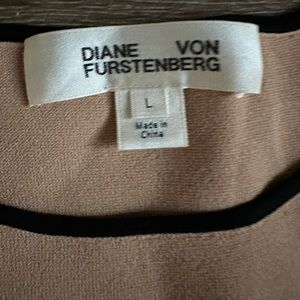 DIANE VON
FURSTENBERG
L
Made in
China